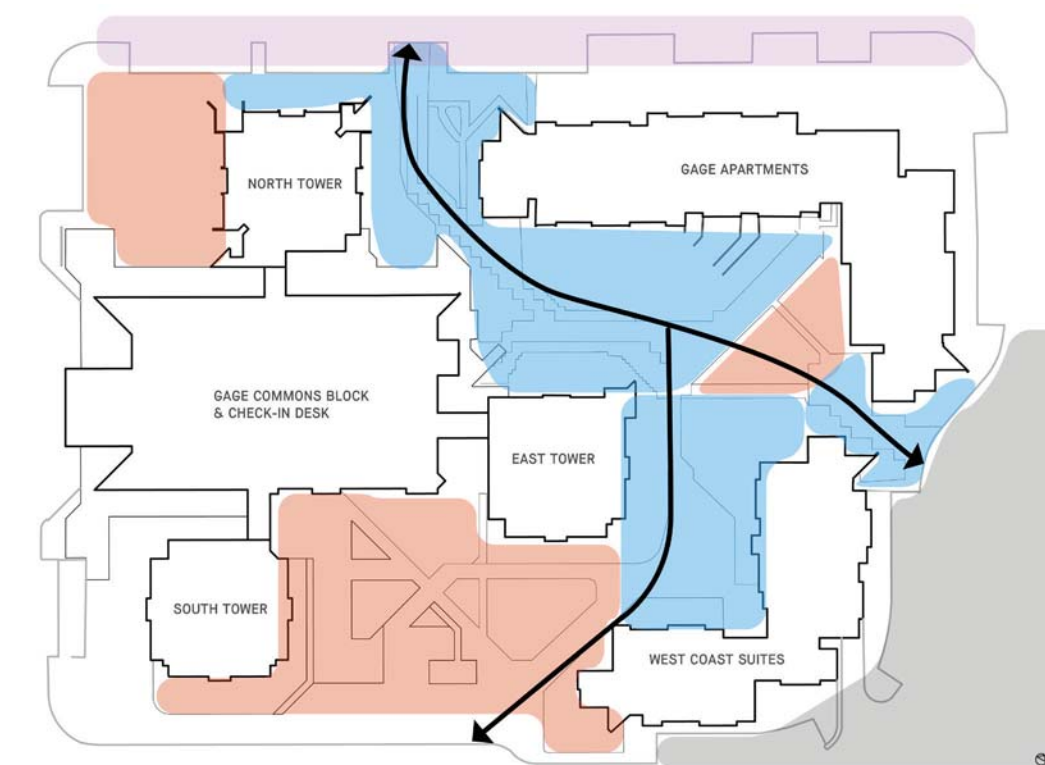 NORTH TOWER
GAGE APARTMENTS
GAGE COMMONS BLOCK
& CHECK-IN DESK
EAST TOWER
SOUTH TOWER
WEST COAST SUITES